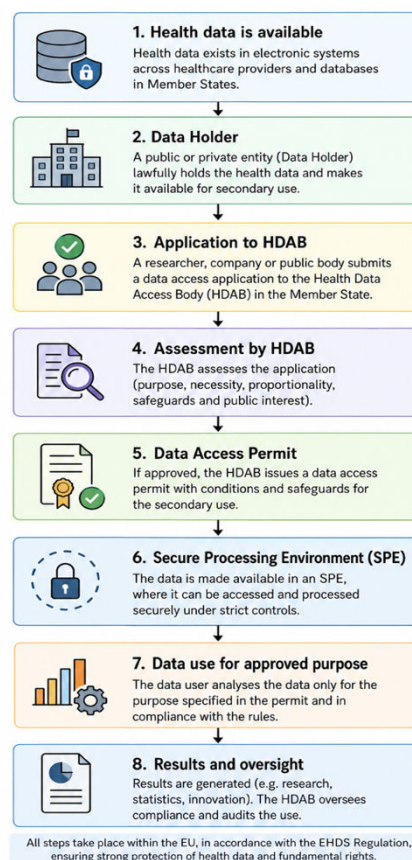 1. Health data is available
Health data exists in electronic systems
across healthcare providers and databases
in Member States.
2. Data Holder
A public or private entity (Data Holder)
lawfully holds the health data and makes
it available for secondary use.
3. Application to HDAB
A researcher, company or public body submits
a data access application to the Health Data
Access Body (HDAB) in the Member State.
4. Assessment by HDAB
The HDAB assesses the application
(purpose, necessity, proportionality,
safeguards and public interest).
5. Data Access Permit
If approved, the HDAB issues a data access
permit with conditions and safeguards for
the secondary use.
6. Secure Processing Environment (SPE)
The data is made available in an SPE,
where it can be accessed and processed
securely under strict controls.
7. Data use for approved purpose
The data user analyses the data only for the
purpose specified in the permit and in
compliance with the rules.
8. Results and oversight
Results are generated (e.g. research,
statistics, innovation). The HDAB oversees
compliance and audits the use.
All steps take place within the EU, in accordance with the EHDS Regulation,
ensuring strong protection of health data and fundamental rights.